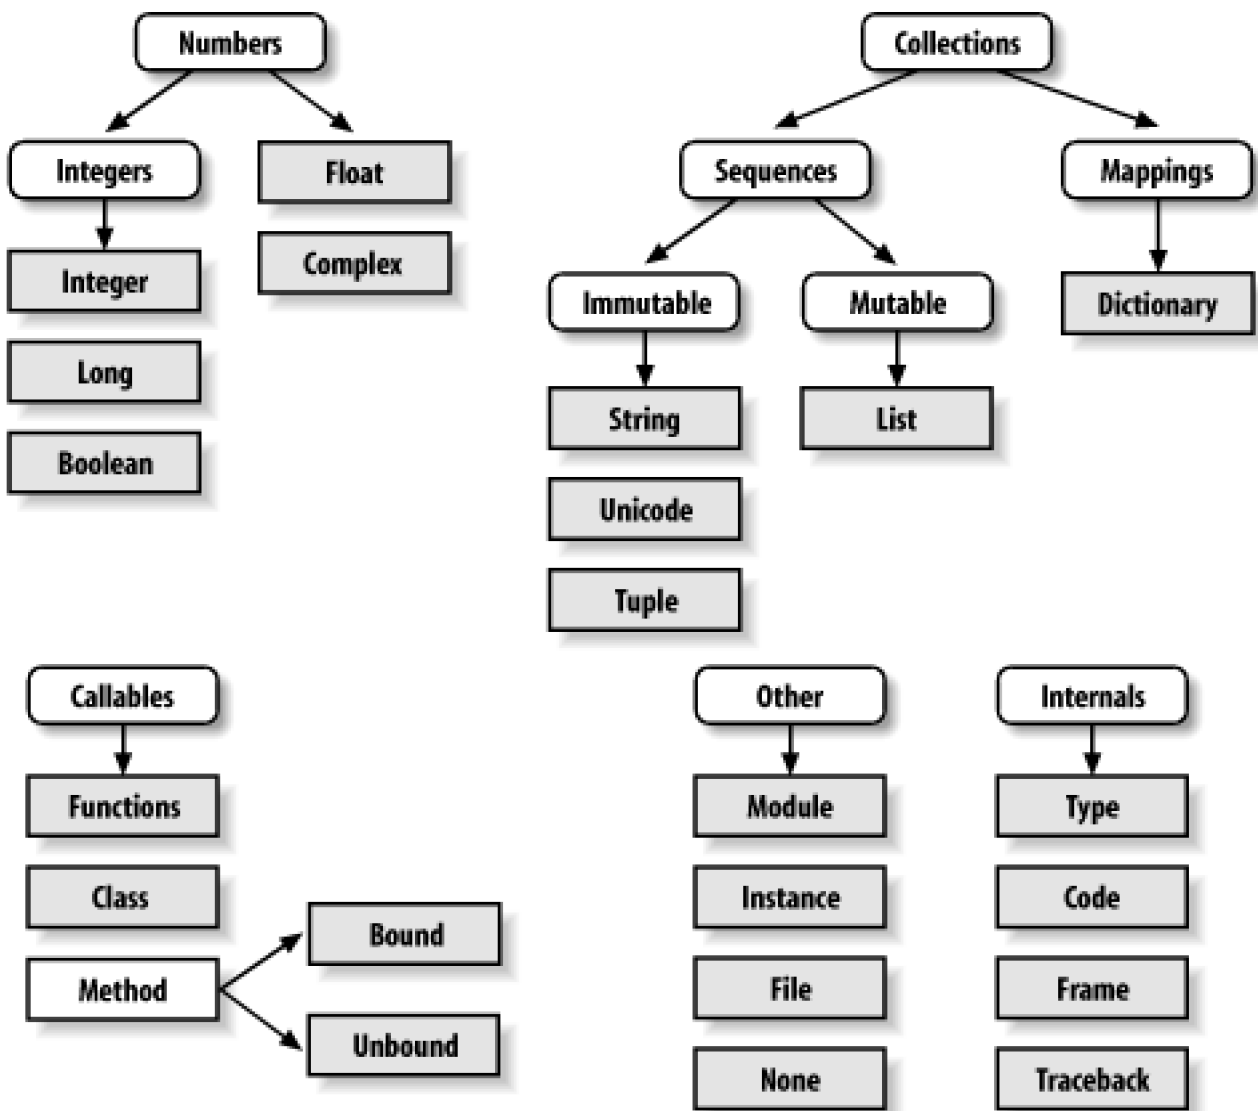 Numbers
Integers
Float
Complex
Integer
Long
Boolean
Collections
Sequences
Mappings
Immutable
Mutable
Dictionary
String
List
Unicode
Tuple
Callables
Functions
Class
Method
Bound
Unbound
Other
Module
Instance
File
None
Internals
Type
Code
Frame
Traceback